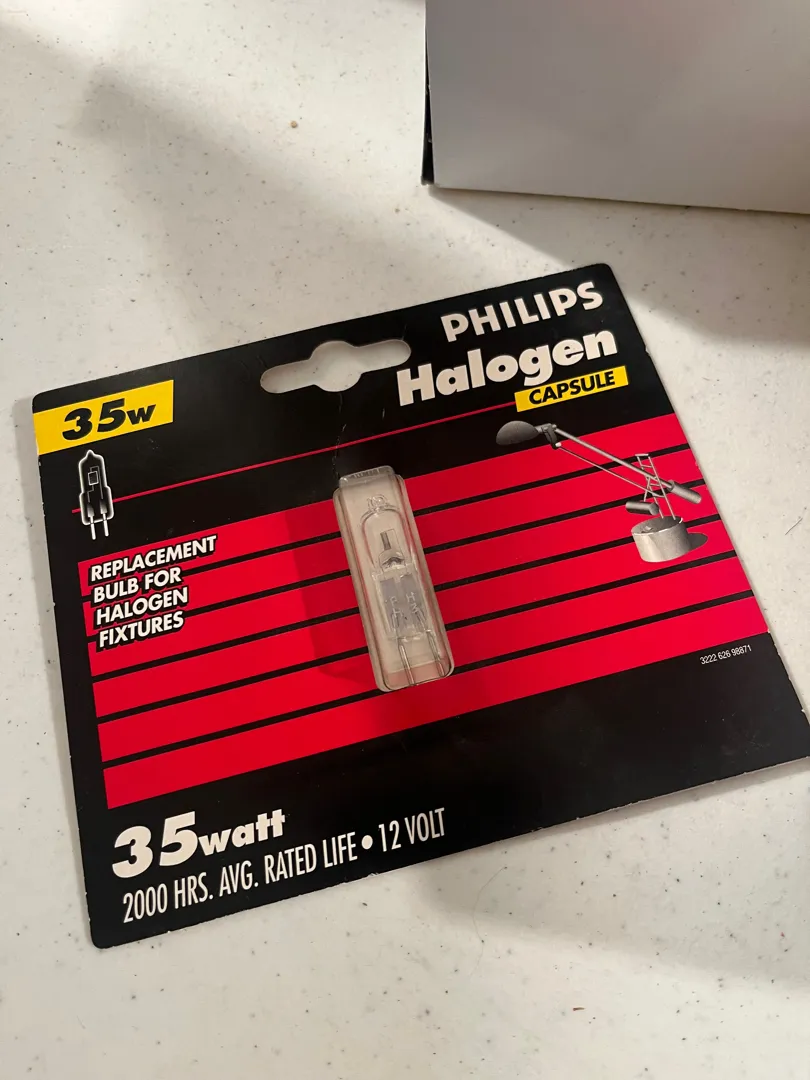 PHILIPS
Halogen
CAPSULE
35W
REPLACEMENT
BULB FOR
HALOGEN
FIXTURES
3222 626 98871
35watt
2000 HRS. AVG. RATED LIFE • 12 VOLT